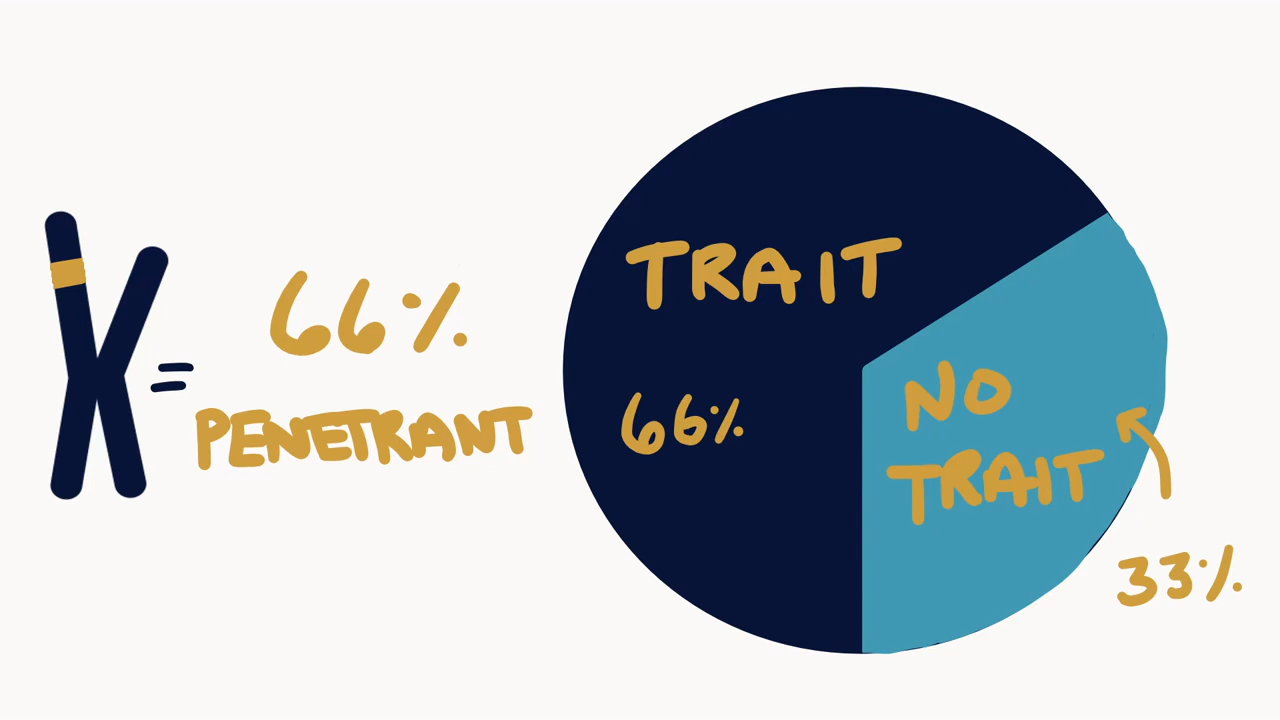 =
66%
PENETRANT
TRAIT
66%
NO
TRAIT
33%